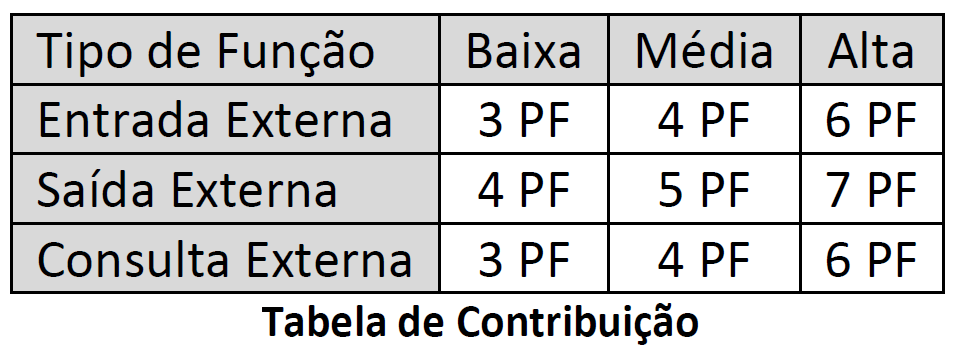 Tipo de Função Baixa Média Alta
Entrada Externa 3 PF 4 PF 6 PF
Saída Externa 4 PF 5 PF 7 PF
Consulta Externa 3 PF 4 PF 6 PF
Tabela de Contribuição